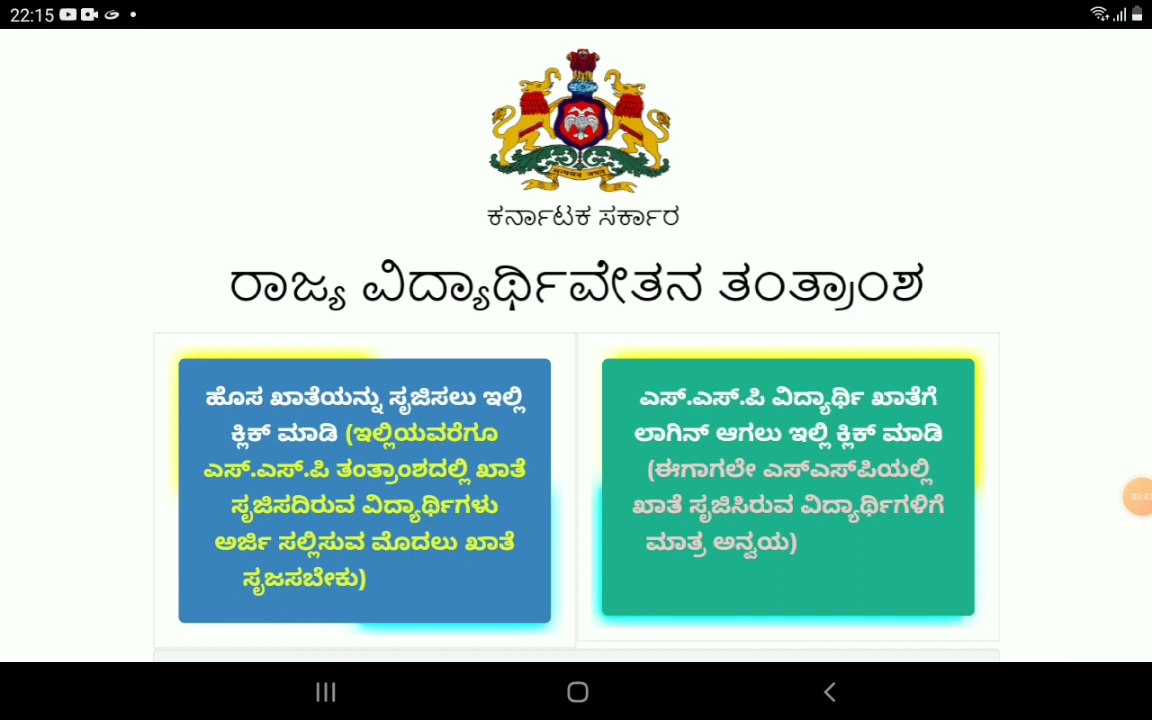 22:15
ಕರ್ನಾಟಕ ಸರ್ಕಾರ
ರಾಜ್ಯ ವಿದ್ಯಾರ್ಥಿವೇತನ ತಂತ್ರಾಂಶ
ಹೊಸ ಖಾತೆಯನ್ನು ಸೃಜಿಸಲು ಇಲ್ಲಿ
ಕ್ಲಿಕ್ ಮಾಡಿ (ಇಲ್ಲಿಯವರೆಗೂ
ಎಸ್.ಎಸ್.ಪಿ ತಂತ್ರಾಂಶದಲ್ಲಿ ಖಾತೆ
ಸೃಜಿಸದಿರುವ ವಿದ್ಯಾರ್ಥಿಗಳು
ಅರ್ಜಿ ಸಲ್ಲಿಸುವ ಮೊದಲು ಖಾತೆ
ಸೃಜಸಬೇಕು)
ಎಸ್.ಎಸ್.ಪಿ ವಿದ್ಯಾರ್ಥಿ ಖಾತೆಗೆ
ಲಾಗಿನ್ ಆಗಲು ಇಲ್ಲಿ ಕ್ಲಿಕ್ ಮಾಡಿ
(ಈಗಾಗಲೇ ಎಸ್ಎಸ್‌ಪಿಯಲ್ಲಿ
ಖಾತೆ ಸೃಜಿಸಿರುವ ವಿದ್ಯಾರ್ಥಿಗಳಿಗೆ
ಮಾತ್ರ ಅನ್ವಯ)